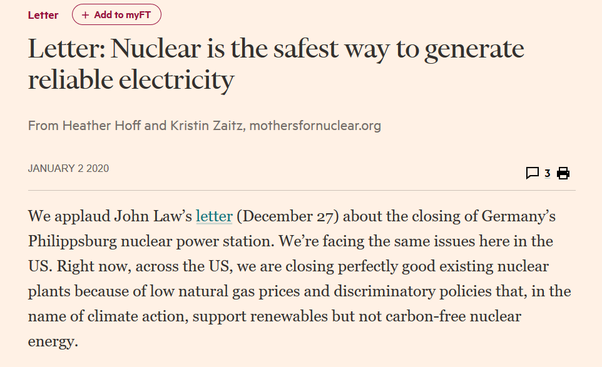 Letter + Add to myFT
Letter: Nuclear is the safest way to generate
reliable electricity
From Heather Hoff and Kristin Zaitz, mothersfornuclear.org
JANUARY 2 2020
3
We applaud John Law’s letter (December 27) about the closing of Germany’s
Philippsburg nuclear power station. We’re facing the same issues here in the
US. Right now, across the US, we are closing perfectly good existing nuclear
plants because of low natural gas prices and discriminatory policies that, in the
name of climate action, support renewables but not carbon-free nuclear
energy.